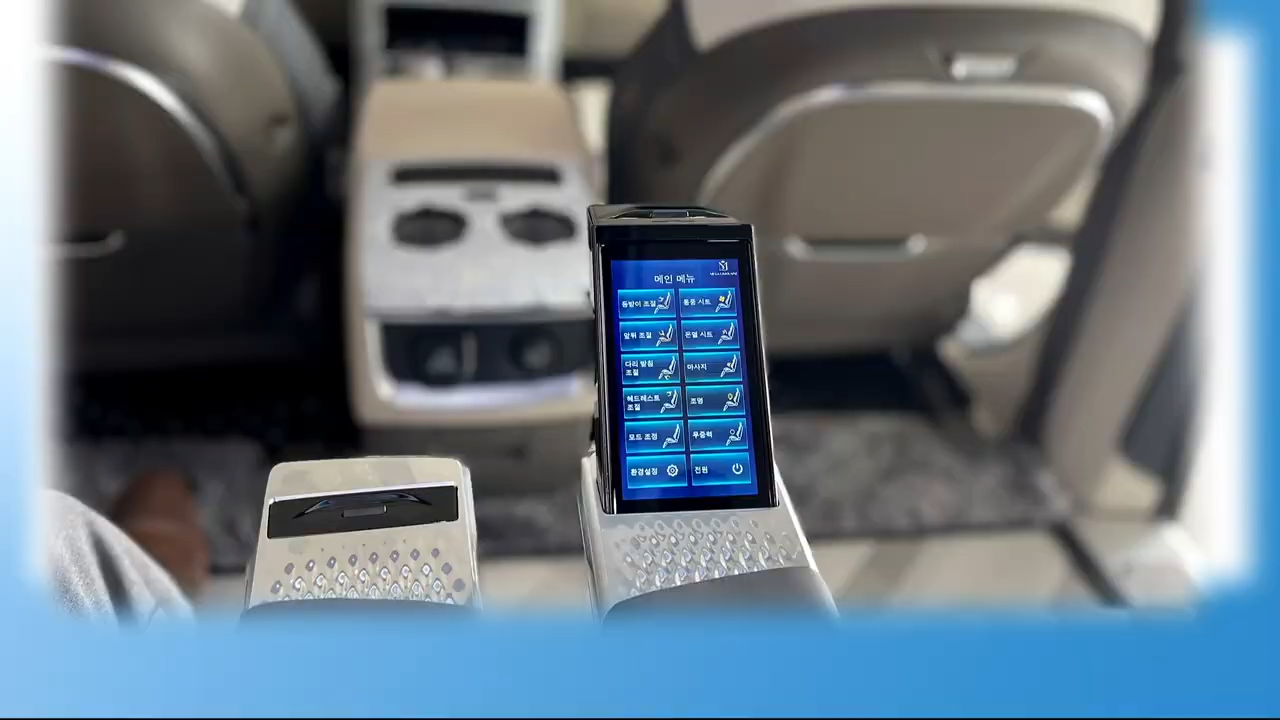 메인 메뉴
등받이 조절
통풍 시트
앞뒤 조절
온열 시트
다리 받침
조절
마사지
헤드레스트
조절
조명
모드 조정
무중력
환경설정
전원